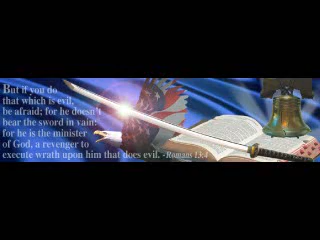 But if you do
that which is evil,
be afraid; for he doesn't
bear the sword in vain:
for he is the minister
of God, a revenger to
execute wrath upon him that does evil. -Romans 13:4